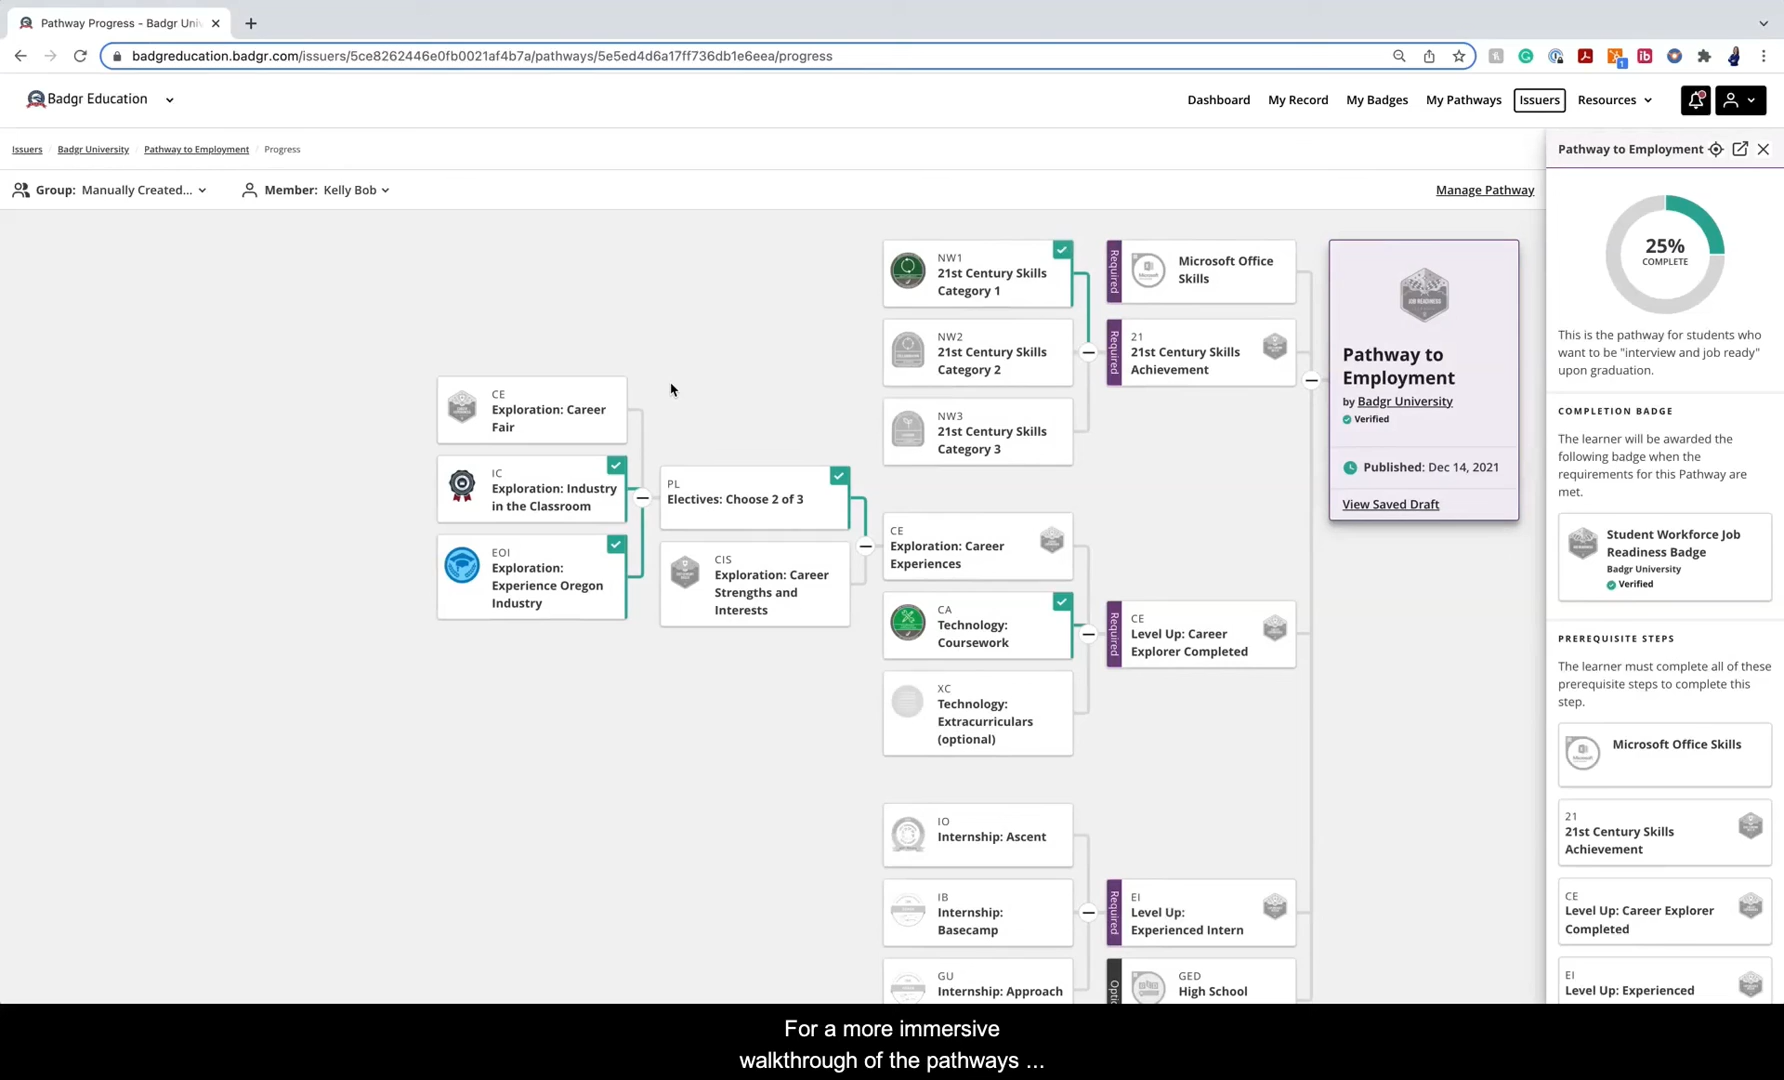 Pathway Progress - Badgr Uni
badgreducation.badgr.com/issuers/5ce8262446e0fb0021af4b7a/pathways/5e5ed4d6a17ff736db1e6eea/progress
Badgr Education
Dashboard
My Record
My Badges
My Pathways
Issuers
Resources
Issuers / Badgr University / Pathway to Employment / Progress
Group: Manually Created...
Member: Kelly Bob
Manage Pathway
CE
Exploration: Career
Fair
IC
Exploration: Industry
in the Classroom
EOI
Exploration:
Experience Oregon
Industry
PL
Electives: Choose 2 of 3
CIS
Exploration: Career
Strengths and
Interests
NW1
21st Century Skills
Category 1
NW2
21st Century Skills
Category 2
NW3
21st Century Skills
Category 3
CE
Exploration: Career
Experiences
CA
Technology:
Coursework
XC
Technology:
Extracurriculars
(optional)
IO
Internship: Ascent
IB
Internship:
Basecamp
GU
Internship: Approach
Required
Microsoft Office
Skills
Required
21
21st Century Skills
Achievement
Required
CE
Level Up: Career
Explorer Completed
Required
EI
Level Up:
Experienced Intern
GED
High School
JOB READINESS
Pathway to
Employment
by Badgr University
Verified
Published: Dec 14, 2021
View Saved Draft
Pathway to Employment
25%
COMPLETE
This is the pathway for students who
want to be "interview and job ready"
upon graduation.
COMPLETION BADGE
The learner will be awarded the
following badge when the
requirements for this Pathway are
met.
Student Workforce Job
Readiness Badge
Badgr University
Verified
PREREQUISITE STEPS
The learner must complete all of these
prerequisite steps to complete this
step.
Microsoft Office Skills
21
21st Century Skills
Achievement
CE
Level Up: Career Explorer
Completed
EI
Level Up: Experienced
For a more immersive
walkthrough of the pathways ...